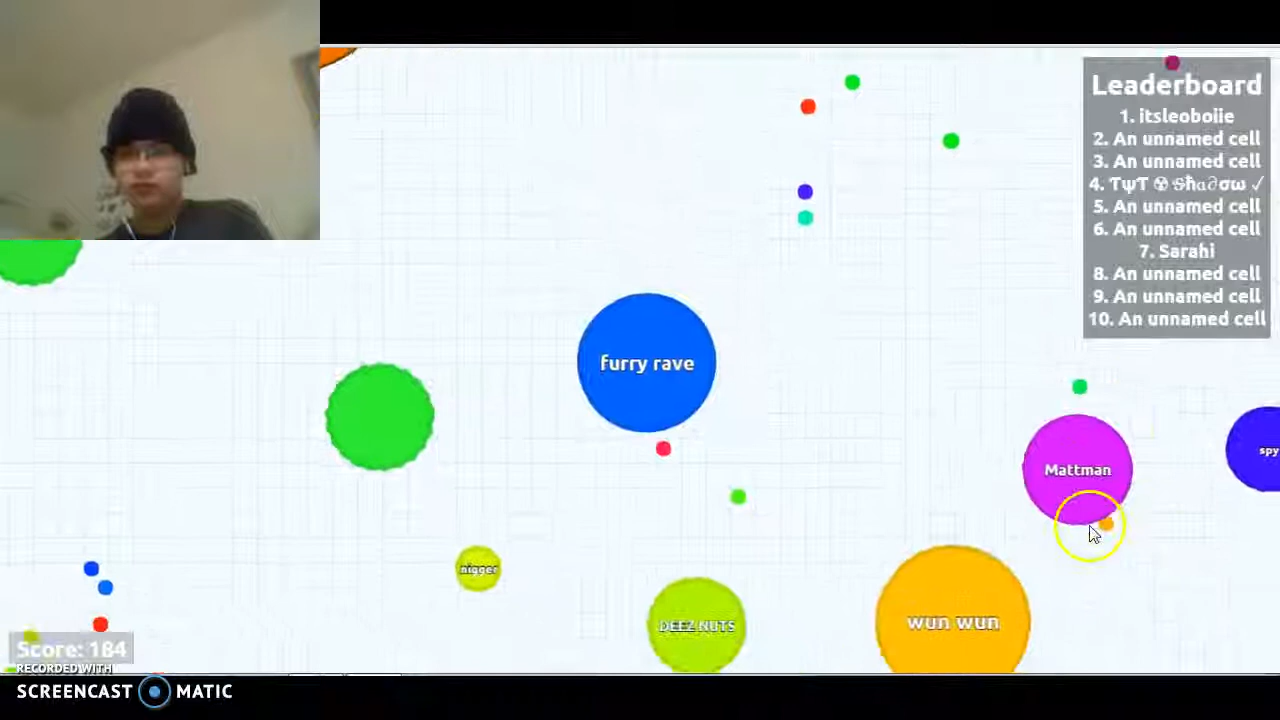 Leaderboard
1. itsleoboiie
2. An unnamed cell
3. An unnamed cell
4. ƬψƬ ☢ Ꮥħα∂σω ✓
5. An unnamed cell
6. An unnamed cell
7. Sarahi
8. An unnamed cell
9. An unnamed cell
10. An unnamed cell
furry rave
Mattman
spy
nigger
DEEZ NUTS
wun wun
Score: 184
RECORDED WITH
SCREENCAST MATIC